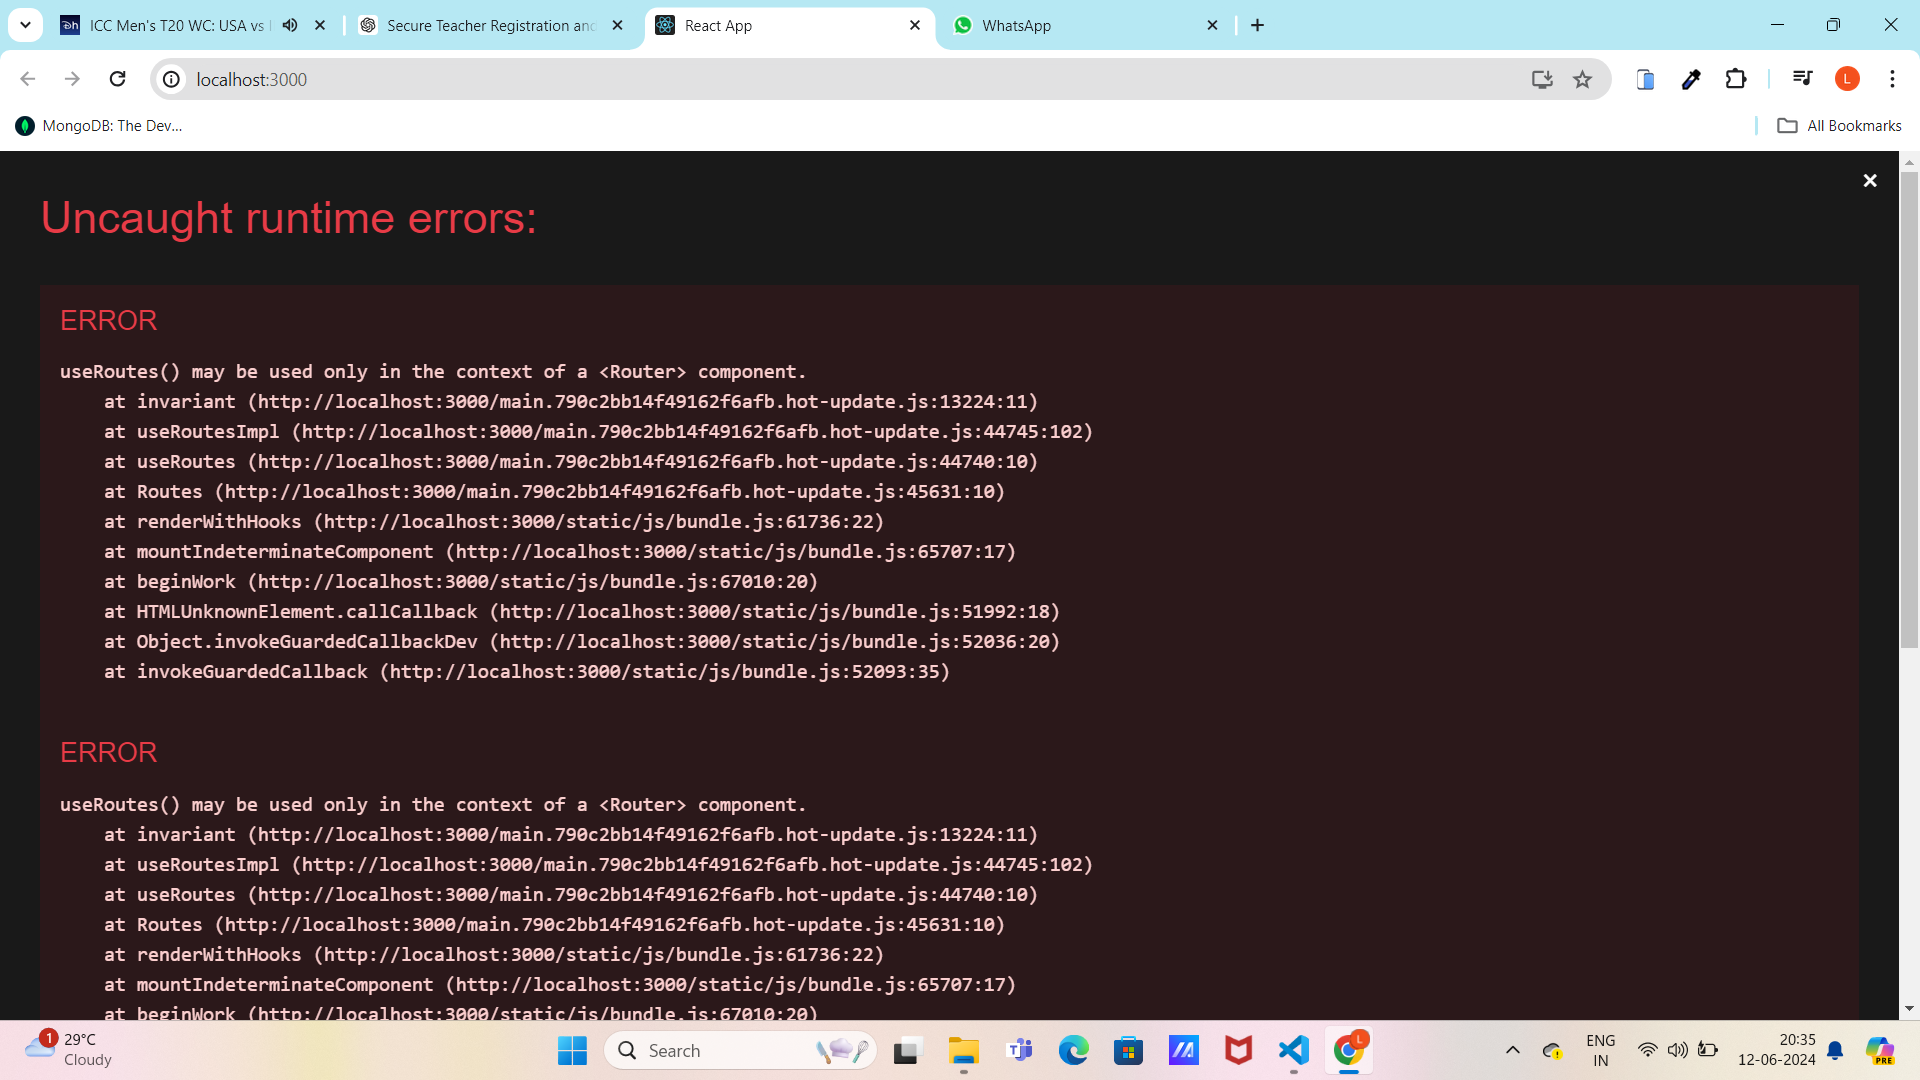 ICC Men's T20 WC: USA vs
Secure Teacher Registration and
React App
WhatsApp
localhost:3000
L
MongoDB: The Dev...
All Bookmarks
Uncaught runtime errors:
ERROR
useRoutes() may be used only in the context of a <Router> component.
at invariant (http://localhost:3000/main.790c2bb14f49162f6afb.hot-update.js:13224:11)
at useRoutesImpl (http://localhost:3000/main.790c2bb14f49162f6afb.hot-update.js:44745:102)
at useRoutes (http://localhost:3000/main.790c2bb14f49162f6afb.hot-update.js:44740:10)
at Routes (http://localhost:3000/main.790c2bb14f49162f6afb.hot-update.js:45631:10)
at renderWithHooks (http://localhost:3000/static/js/bundle.js:61736:22)
at mountIndeterminateComponent (http://localhost:3000/static/js/bundle.js:65707:17)
at beginWork (http://localhost:3000/static/js/bundle.js:67010:20)
at HTMLUnknownElement.callCallback (http://localhost:3000/static/js/bundle.js:51992:18)
at Object.invokeGuardedCallbackDev (http://localhost:3000/static/js/bundle.js:52036:20)
at invokeGuardedCallback (http://localhost:3000/static/js/bundle.js:52093:35)
ERROR
useRoutes() may be used only in the context of a <Router> component.
at invariant (http://localhost:3000/main.790c2bb14f49162f6afb.hot-update.js:13224:11)
at useRoutesImpl (http://localhost:3000/main.790c2bb14f49162f6afb.hot-update.js:44745:102)
at useRoutes (http://localhost:3000/main.790c2bb14f49162f6afb.hot-update.js:44740:10)
at Routes (http://localhost:3000/main.790c2bb14f49162f6afb.hot-update.js:45631:10)
at renderWithHooks (http://localhost:3000/static/js/bundle.js:61736:22)
at mountIndeterminateComponent (http://localhost:3000/static/js/bundle.js:65707:17)
at beginWork (http://localhost:3000/static/js/bundle.js:67010:20)
1
29°C
Cloudy
Search
L
ENG
IN
20:35
12-06-2024
PRE